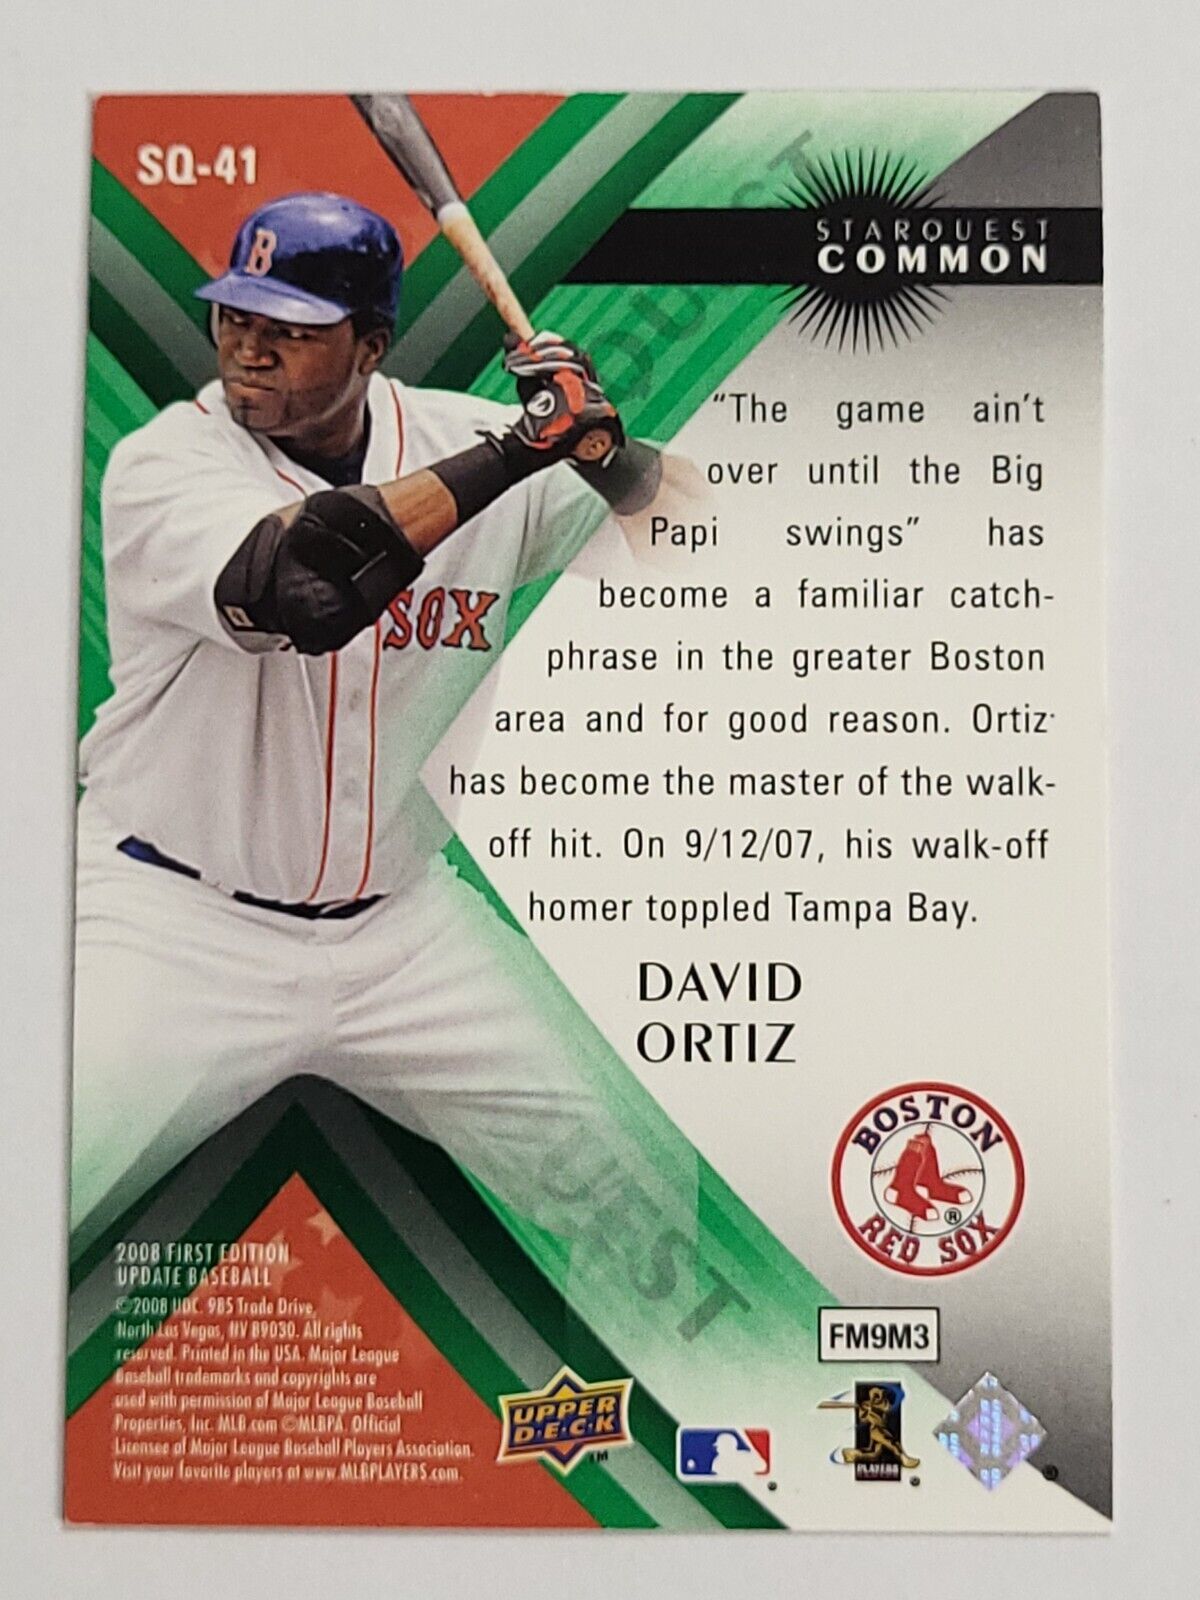 SQ-41
B
STARQUEST
COMMON
QUEST
"The game ain't
over until the Big
Papi swings" has
become a familiar catch-
phrase in the greater Boston
area and for good reason. Ortiz
has become the master of the walk-
off hit. On 9/12/07, his walk-off
homer toppled Tampa Bay.
SOX
DAVID
ORTIZ
BOSTON
RED SOX
®
QUEST
2008 FIRST EDITION
UPDATE BASEBALL
©2008 UDC. 985 Trade Drive,
North Las Vegas, NV 89030. All rights
reserved. Printed in the USA. Major League
Baseball trademarks and copyrights are
used with permission of Major League Baseball
Properties, Inc. MLB.com ©MLBPA. Official
Licensee of Major League Baseball Players Association.
Visit your favorite players at www.MLBPLAYERS.com.
FM9M3
UPPER
D·E·C·K
TM
PLAYERS